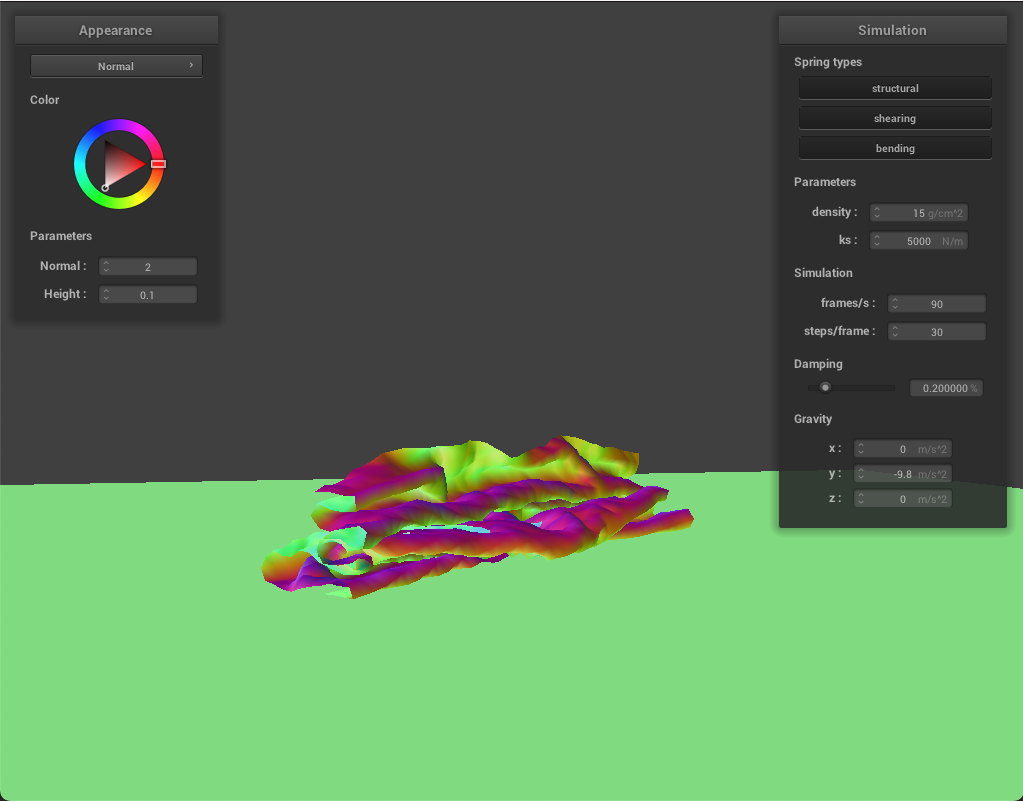 Appearance
Normal
Color
Parameters
Normal : 2
Height : 0.1
Simulation
Spring types
structural
shearing
bending
Parameters
density : 15 g/cm^2
ks : 5000 N/m
Simulation
frames/s : 90
steps/frame : 30
Damping
0.200000 %
Gravity
x : 0 m/s^2
y : -9.8 m/s^2
z : 0 m/s^2